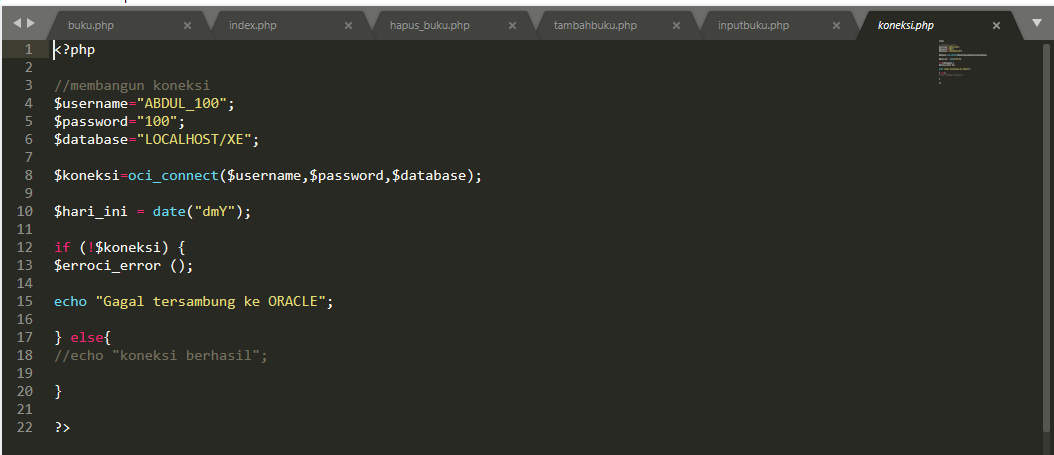 buku.php index.php hapus_buku.php tambahbuku.php inputbuku.php koneksi.php
1 <?php
2
3 //membangun koneksi
4 $username="ABDUL_100";
5 $password="100";
6 $database="LOCALHOST/XE";
7
8 $koneksi=oci_connect($username,$password,$database);
9
10 $hari_ini = date("dmY");
11
12 if (!$koneksi) {
13 $erroci_error ();
14
15 echo "Gagal tersambung ke ORACLE";
16
17 } else{
18 //echo "koneksi berhasil";
19
20 }
21
22 ?>